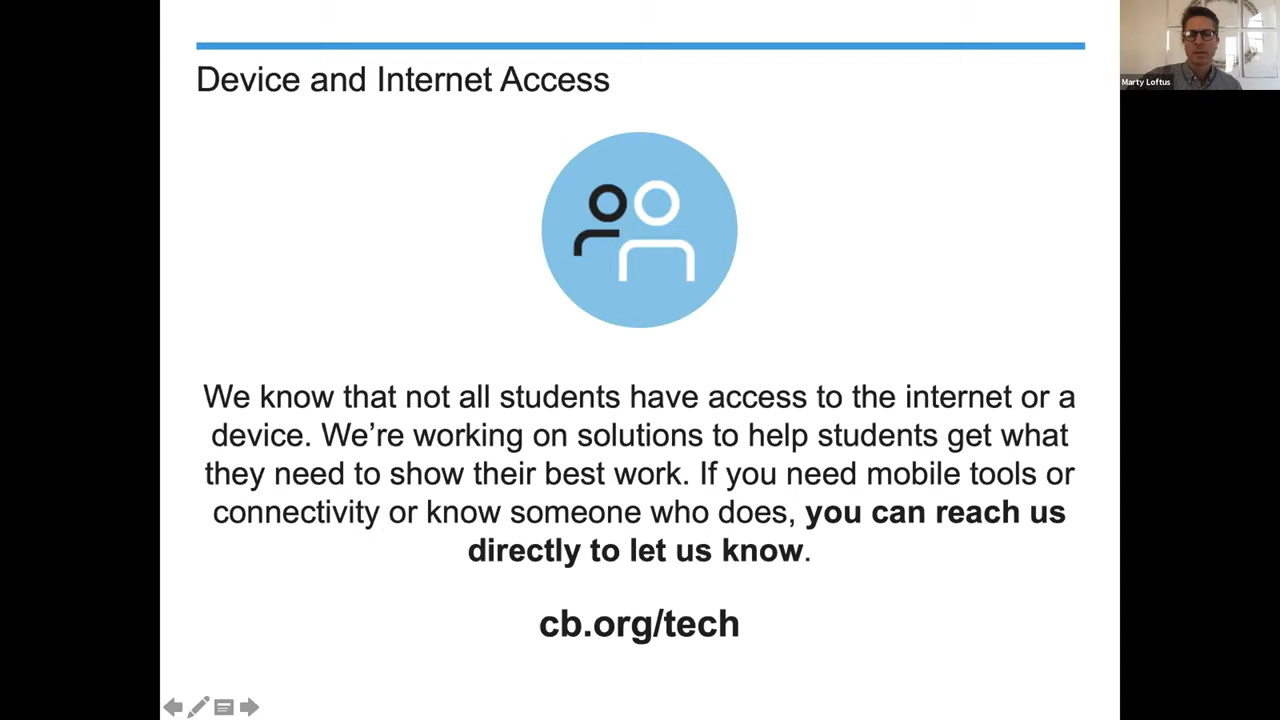 Device and Internet Access
Marty Loftus
We know that not all students have access to the internet or a
device. We’re working on solutions to help students get what
they need to show their best work. If you need mobile tools or
connectivity or know someone who does, you can reach us
directly to let us know.
cb.org/tech